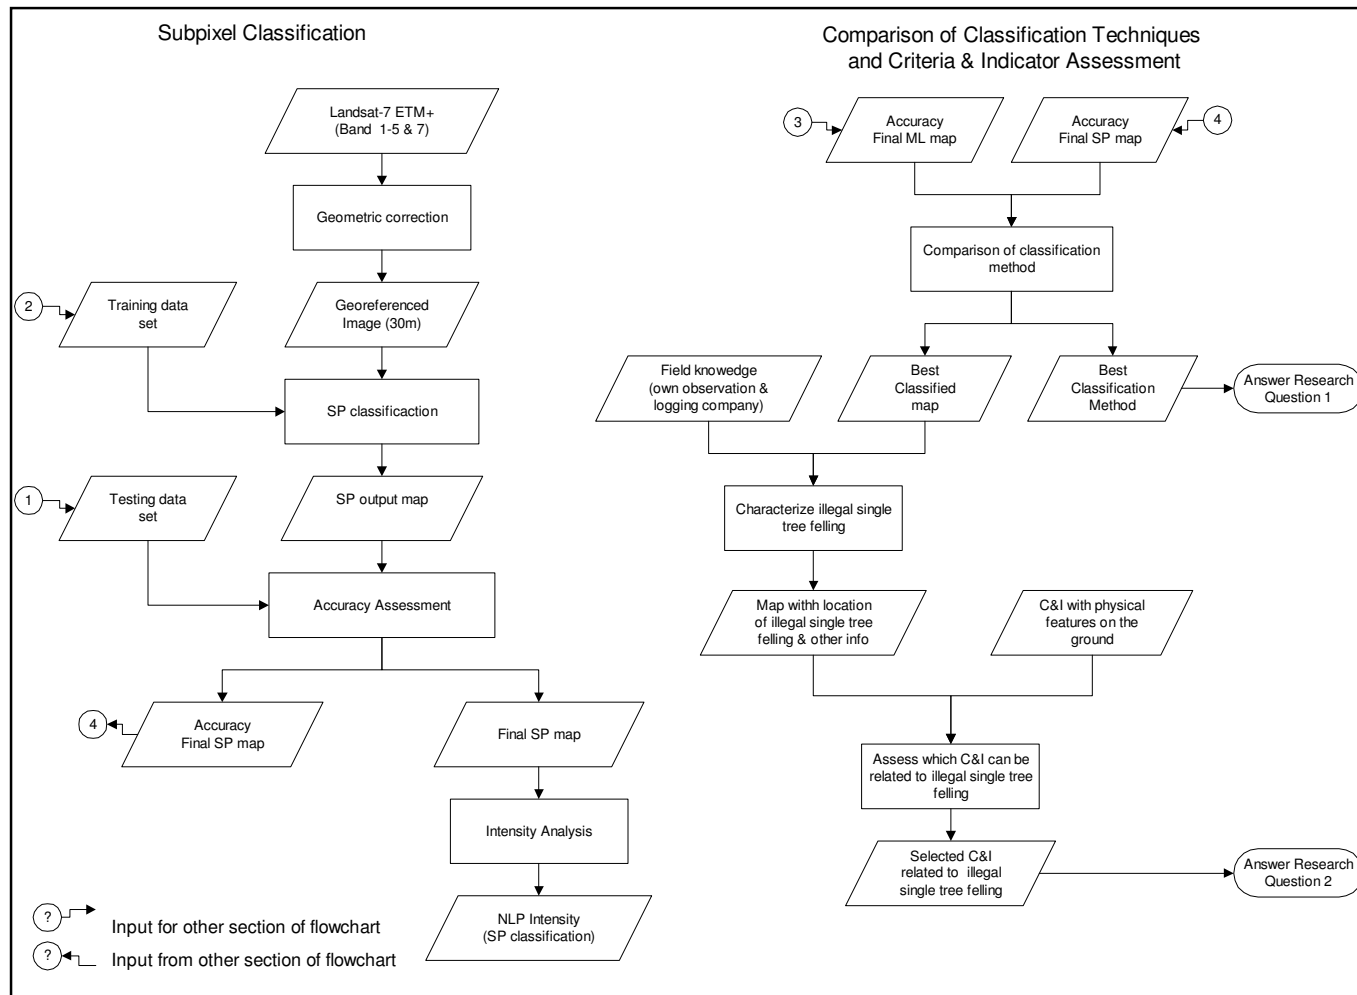 Subpixel Classification
Landsat-7 ETM+
(Band 1-5 & 7)
Geometric correction
2
Training data
set
Georeferenced
Image (30m)
SP classificaction
1
Testing data
set
SP output map
Accuracy Assessment
4
Accuracy
Final SP map
Final SP map
Intensity Analysis
NLP Intensity
(SP classification)
?
Input for other section of flowchart
?
Input from other section of flowchart
Comparison of Classification Techniques
and Criteria & Indicator Assessment
3
Accuracy
Final ML map
Accuracy
Final SP map
4
Comparison of classification
method
Field knowedge
(own observation &
logging company)
Best
Classified
map
Best
Classification
Method
Answer Research
Question 1
Characterize illegal single
tree felling
Map withh location
of illegal single tree
felling & other info
C&I with physical
features on the
ground
Assess which C&I can be
related to illegal single tree
felling
Selected C&I
related to illegal
single tree felling
Answer Research
Question 2